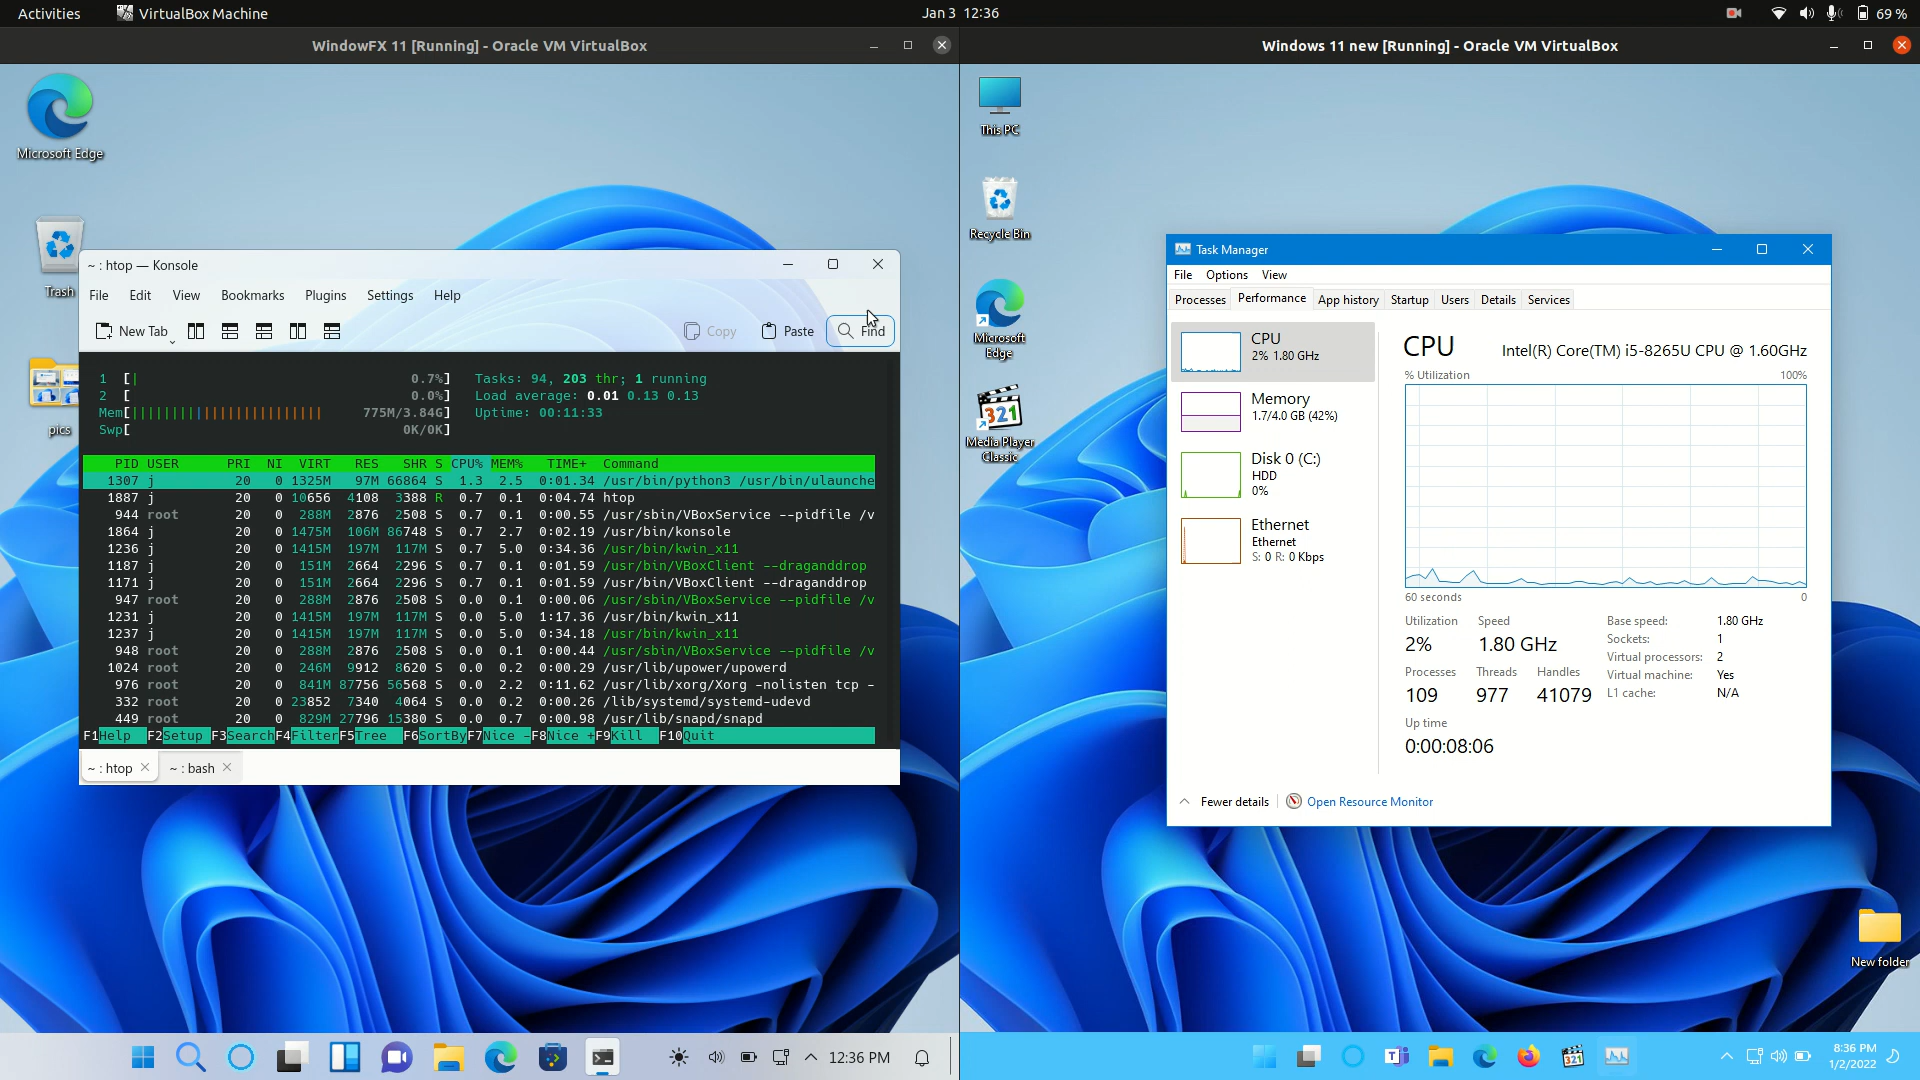 Activities
VirtualBox Machine
Jan 3 12:36
69 %
WindowFX 11 [Running] - Oracle VM VirtualBox
Microsoft Edge
Trash
pics
~ : htop — Konsole
File Edit View Bookmarks Plugins Settings Help
New Tab Copy Paste Find
1 [| 0.7%] Tasks: 94, 203 thr; 1 running
2 [ 0.0%] Load average: 0.01 0.13 0.13
Mem[||||||||||||||||||||||||| 775M/3.84G] Uptime: 00:11:33
Swp[ 0K/0K]
PID USER PRI NI VIRT RES SHR S CPU% MEM% TIME+ Command
1307 j 20 0 1325M 97M 66864 S 1.3 2.5 0:01.34 /usr/bin/python3 /usr/bin/ulaunche
1887 j 20 0 10656 4108 3388 R 0.7 0.1 0:04.74 htop
944 root 20 0 288M 2876 2508 S 0.7 0.1 0:00.55 /usr/sbin/VBoxService --pidfile /v
1864 j 20 0 1475M 106M 86748 S 0.7 2.7 0:02.19 /usr/bin/konsole
1236 j 20 0 1415M 197M 117M S 0.7 5.0 0:34.36 /usr/bin/kwin_x11
1187 j 20 0 151M 2664 2296 S 0.7 0.1 0:01.59 /usr/bin/VBoxClient --draganddrop
1171 j 20 0 151M 2664 2296 S 0.7 0.1 0:01.59 /usr/bin/VBoxClient --draganddrop
947 root 20 0 288M 2876 2508 S 0.0 0.1 0:00.06 /usr/sbin/VBoxService --pidfile /v
1231 j 20 0 1415M 197M 117M S 0.0 5.0 1:17.36 /usr/bin/kwin_x11
1237 j 20 0 1415M 197M 117M S 0.0 5.0 0:34.18 /usr/bin/kwin_x11
948 root 20 0 288M 2876 2508 S 0.0 0.1 0:00.44 /usr/sbin/VBoxService --pidfile /v
1024 root 20 0 246M 9912 8620 S 0.0 0.2 0:00.29 /usr/lib/upower/upowerd
976 root 20 0 841M 87756 56568 S 0.0 2.2 0:11.62 /usr/lib/xorg/Xorg -nolisten tcp -
332 root 20 0 23852 7340 4064 S 0.0 0.2 0:00.26 /lib/systemd/systemd-udevd
449 root 20 0 829M 27796 15380 S 0.0 0.7 0:00.98 /usr/lib/snapd/snapd
F1Help F2Setup F3SearchF4FilterF5Tree F6SortByF7Nice -F8Nice +F9Kill F10Quit
~ : htop ~ : bash
12:36 PM
Windows 11 new [Running] - Oracle VM VirtualBox
This PC
Recycle Bin
Microsoft
Edge
321
Media Player
Classic
Task Manager
File Options View
Processes Performance App history Startup Users Details Services
CPU
2% 1.80 GHz
Memory
1.7/4.0 GB (42%)
Disk 0 (C:)
HDD
0%
Ethernet
Ethernet
S: 0 R: 0 Kbps
CPU Intel(R) Core(TM) i5-8265U CPU @ 1.60GHz
% Utilization 100%
60 seconds 0
Utilization Speed
2% 1.80 GHz
Processes Threads Handles
109 977 41079
Up time
0:00:08:06
Base speed: 1.80 GHz
Sockets: 1
Virtual processors: 2
Virtual machine: Yes
L1 cache: N/A
Fewer details Open Resource Monitor
New folder
321
8:36 PM
1/2/2022